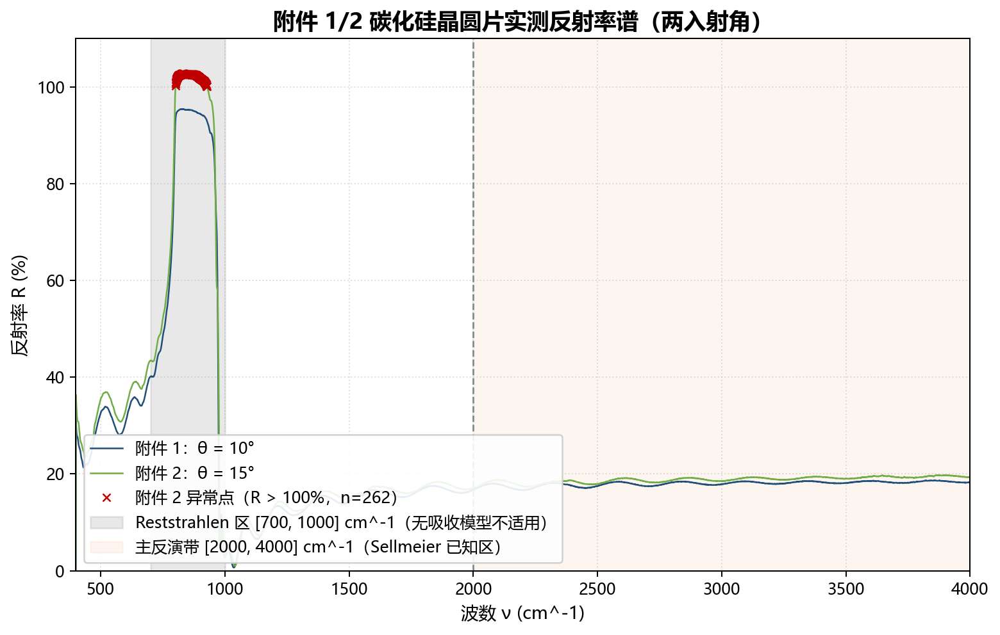 附件 1/2 碳化硅晶圆片实测反射率谱（两入射角）
反射率 R (%)
100
80
60
40
20
0
附件 1：θ = 10°
附件 2：θ = 15°
附件 2 异常点（R > 100%，n=262）
Reststrahlen 区 [700, 1000] cm^-1（无吸收模型不适用）
主反演带 [2000, 4000] cm^-1（Sellmeier 已知区）
500 1000 1500 2000 2500 3000 3500 4000
波数 ν (cm^-1)